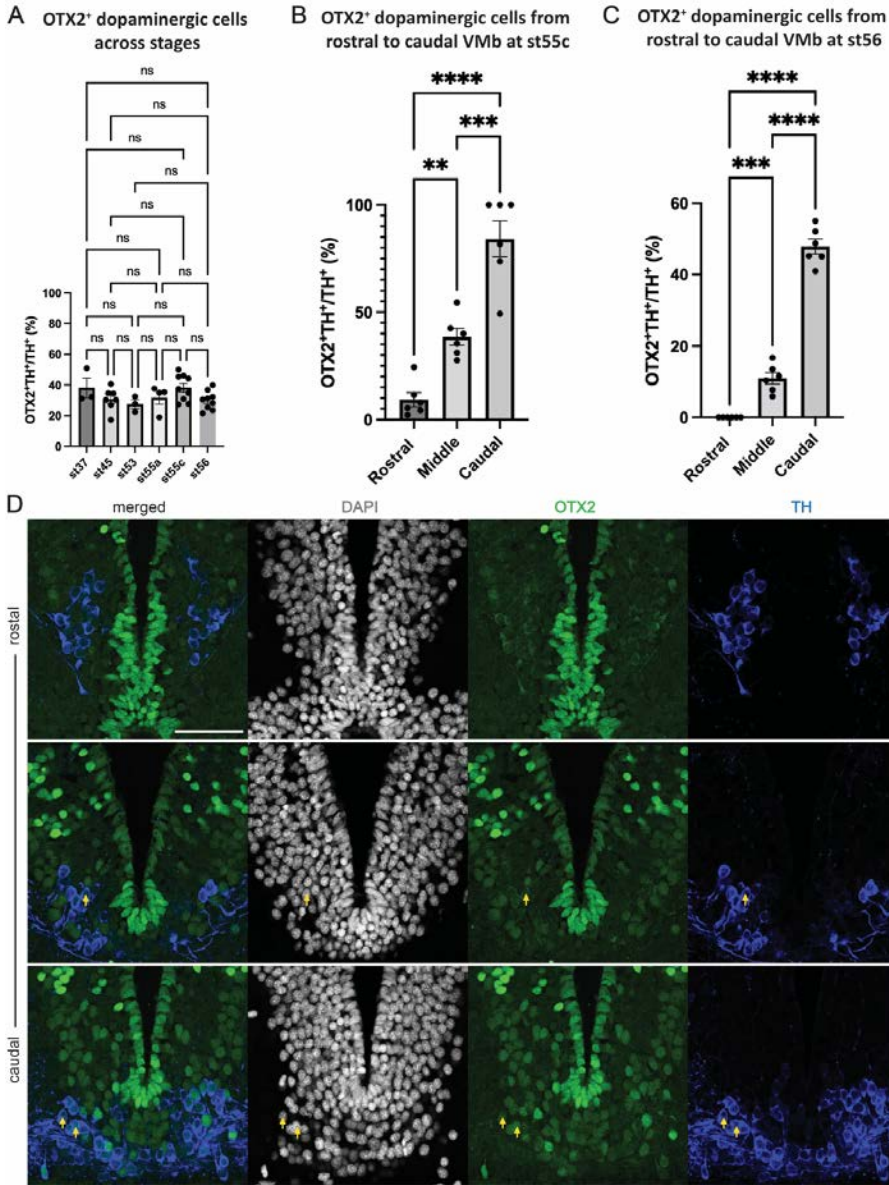 A
OTX2⁺ dopaminergic cells
across stages
ns
ns
ns
ns
ns
ns
ns ns
ns ns
ns ns ns ns ns
OTX2⁺TH⁺/TH⁺ (%)
100
80
60
40
20
0
st37 st45 st53 st55a st55c st56
B
OTX2⁺ dopaminergic cells from
rostral to caudal VMb at st55c
****
***
**
OTX2⁺TH⁺/TH⁺ (%)
100
50
0
Rostral Middle Caudal
C
OTX2⁺ dopaminergic cells from
rostral to caudal VMb at st56
****
****
***
OTX2⁺TH⁺/TH⁺ (%)
60
40
20
0
Rostral Middle Caudal
D
merged DAPI OTX2 TH
rostal
caudal